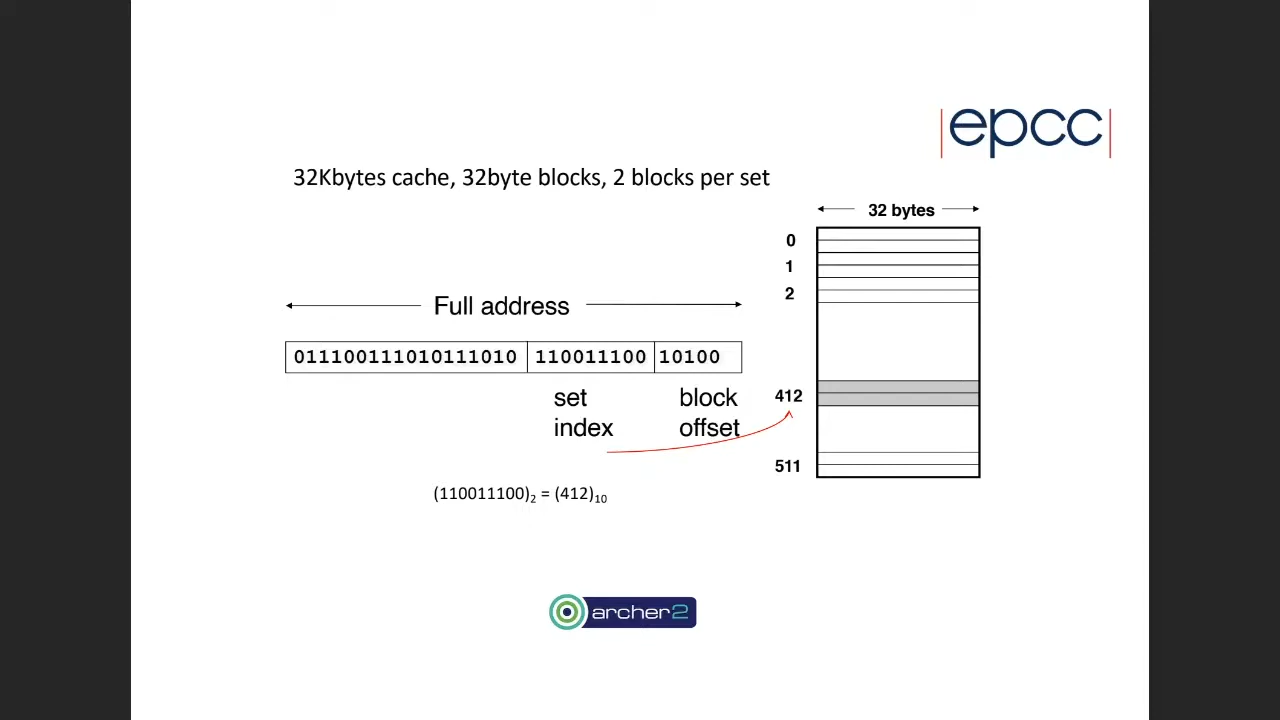 epcc
32Kbytes cache, 32byte blocks, 2 blocks per set
32 bytes
0
1
2
Full address
011100111010111010 110011100 10100
set index
block offset
412
511
(110011100)2 = (412)10
archer2